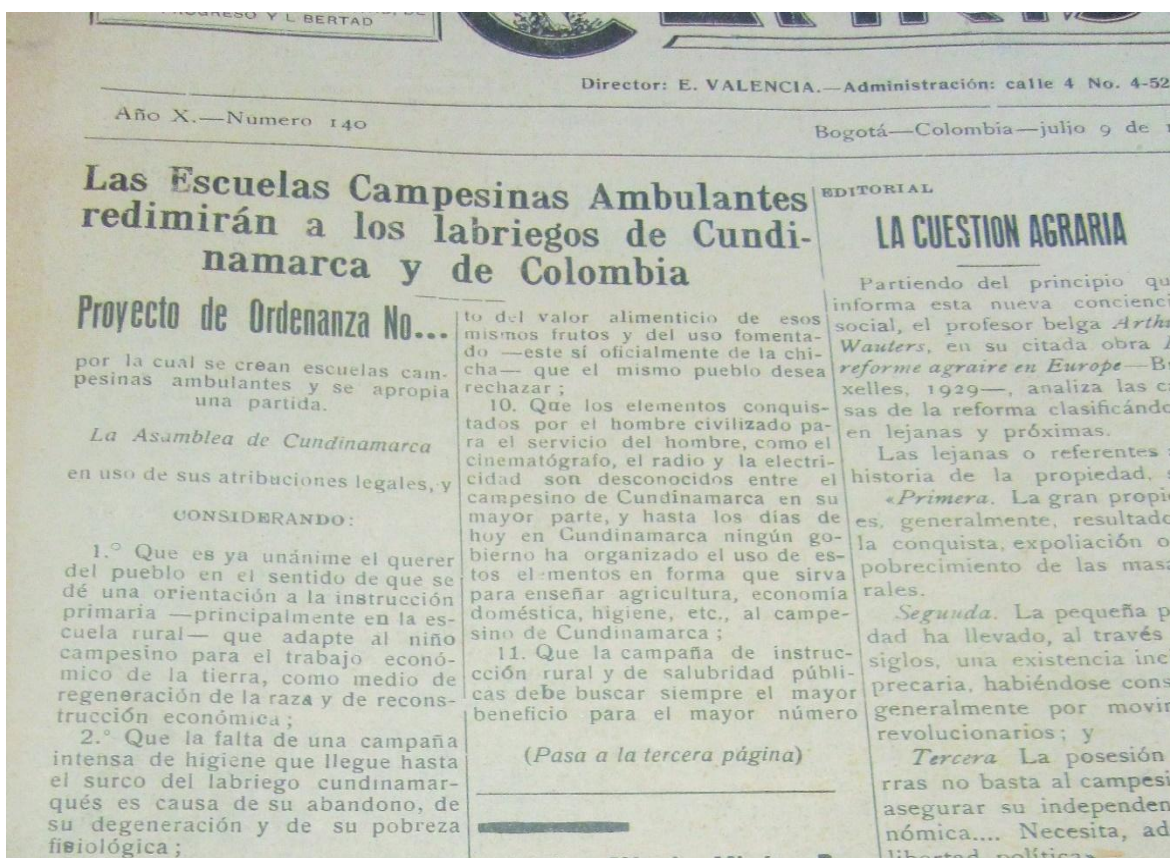 PROGRESO Y L BERTAD
Director: E. VALENCIA.—Administración: calle 4 No. 4-52
Año X.—Numero 140
Bogotá—Colombia—julio 9 de
Las Escuelas Campesinas Ambulantes
redimirán a los labriegos de Cundi-
namarca y de Colombia
Proyecto de Ordenanza No...
por la cual se crean escuelas cam-
pesinas ambulantes y se apropia
una partida.
La Asamblea de Cundinamarca
en uso de sus atribuciones legales, y
CONSIDERANDO:
1.° Que es ya unánime el querer
del pueblo en el sentido de que se
dé una orientación a la instrucción
primaria —principalmente en la es-
cuela rural— que adapte al niño
campesino para el trabajo econó-
mico de la tierra, como medio de
regeneración de la raza y de recons-
trucción económica;
2.° Que la falta de una campaña
intensa de higiene que llegue hasta
el surco del labriego cundinamar-
qués es causa de su abandono, de
su degeneración y de su pobreza
fisiológica;
to del valor alimenticio de esos
mismos frutos y del uso fomenta-
do —este sí oficialmente de la chi-
cha— que el mismo pueblo desea
rechazar;
10. Que los elementos conquis-
tados por el hombre civilizado pa-
ra el servicio del hombre, como el
cinematógrafo, el radio y la electri-
cidad son desconocidos entre el
campesino de Cundinamarca en su
mayor parte, y hasta los días de
hoy en Cundinamarca ningún go-
bierno ha organizado el uso de es-
tos el mentos en forma que sirva
para enseñar agricultura, economía
doméstica, higiene, etc., al campe-
sino de Cundinamarca;
11. Que la campaña de instruc-
cción rural y de salubridad públi-
cas debe buscar siempre el mayor
beneficio para el mayor número
(Pasa a la tercera página)
EDITORIAL
LA CUESTION AGRARIA
Partiendo del principio qu
informa esta nueva concienc
social, el profesor belga Arth
Wauters, en su citada obra
reforme agraire en Europe—B
xelles, 1929—, analiza las c
sas de la reforma clasificándo
en lejanas y próximas.
Las lejanas o referentes
historia de la propiedad,
«Primera. La gran propie
es, generalmente, resultado
la conquista, expoliación o
pobrecimiento de las mas
rales.
Segunda. La pequeña p
dad ha llevado, al través
siglos, una existencia inc
precaria, habiéndose cons
generalmente por movin
revolucionarios; y
Tercera La posesión
rras no basta al campesi
asegurar su independen
nómica.... Necesita, ad
libertad política»